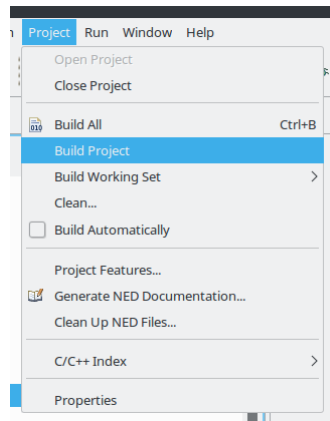 Project Run Window Help
Open Project
Close Project
010 Build All Ctrl+B
Build Project
Build Working Set
Clean...
Build Automatically
Project Features...
Generate NED Documentation...
Clean Up NED Files...
C/C++ Index
Properties